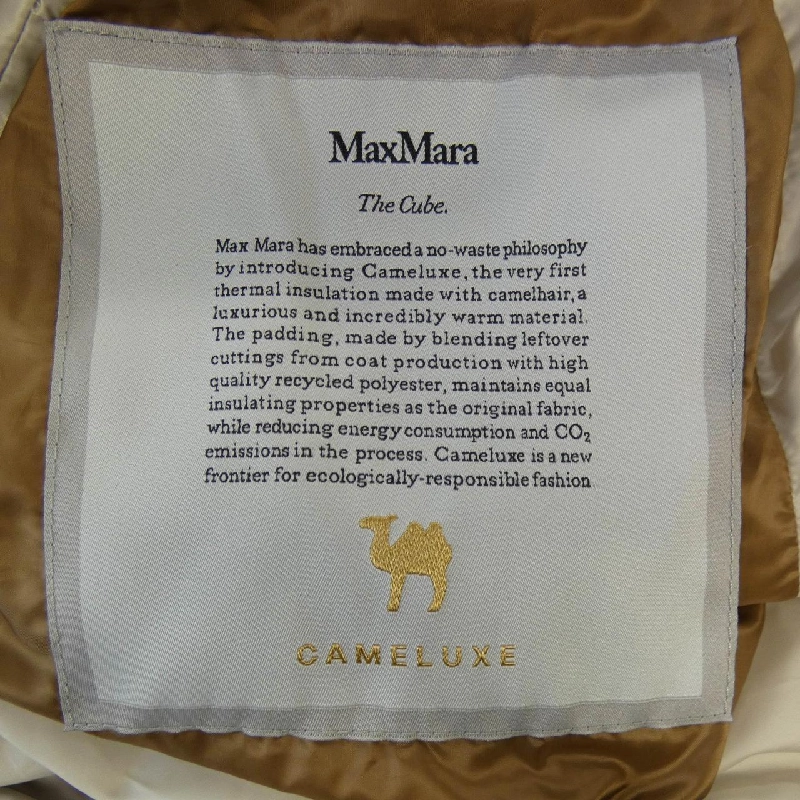 MaxMara
The Cube.
Max Mara has embraced a no-waste philosophy
by introducing Cameluxe, the very first
thermal insulation made with camelhair, a
luxurious and incredibly warm material.
The padding, made by blending leftover
cuttings from coat production with high
quality recycled polyester, maintains equal
insulating properties as the original fabric,
while reducing energy consumption and CO₂
emissions in the process. Cameluxe is a new
frontier for ecologically-responsible fashion
CAMELUXE